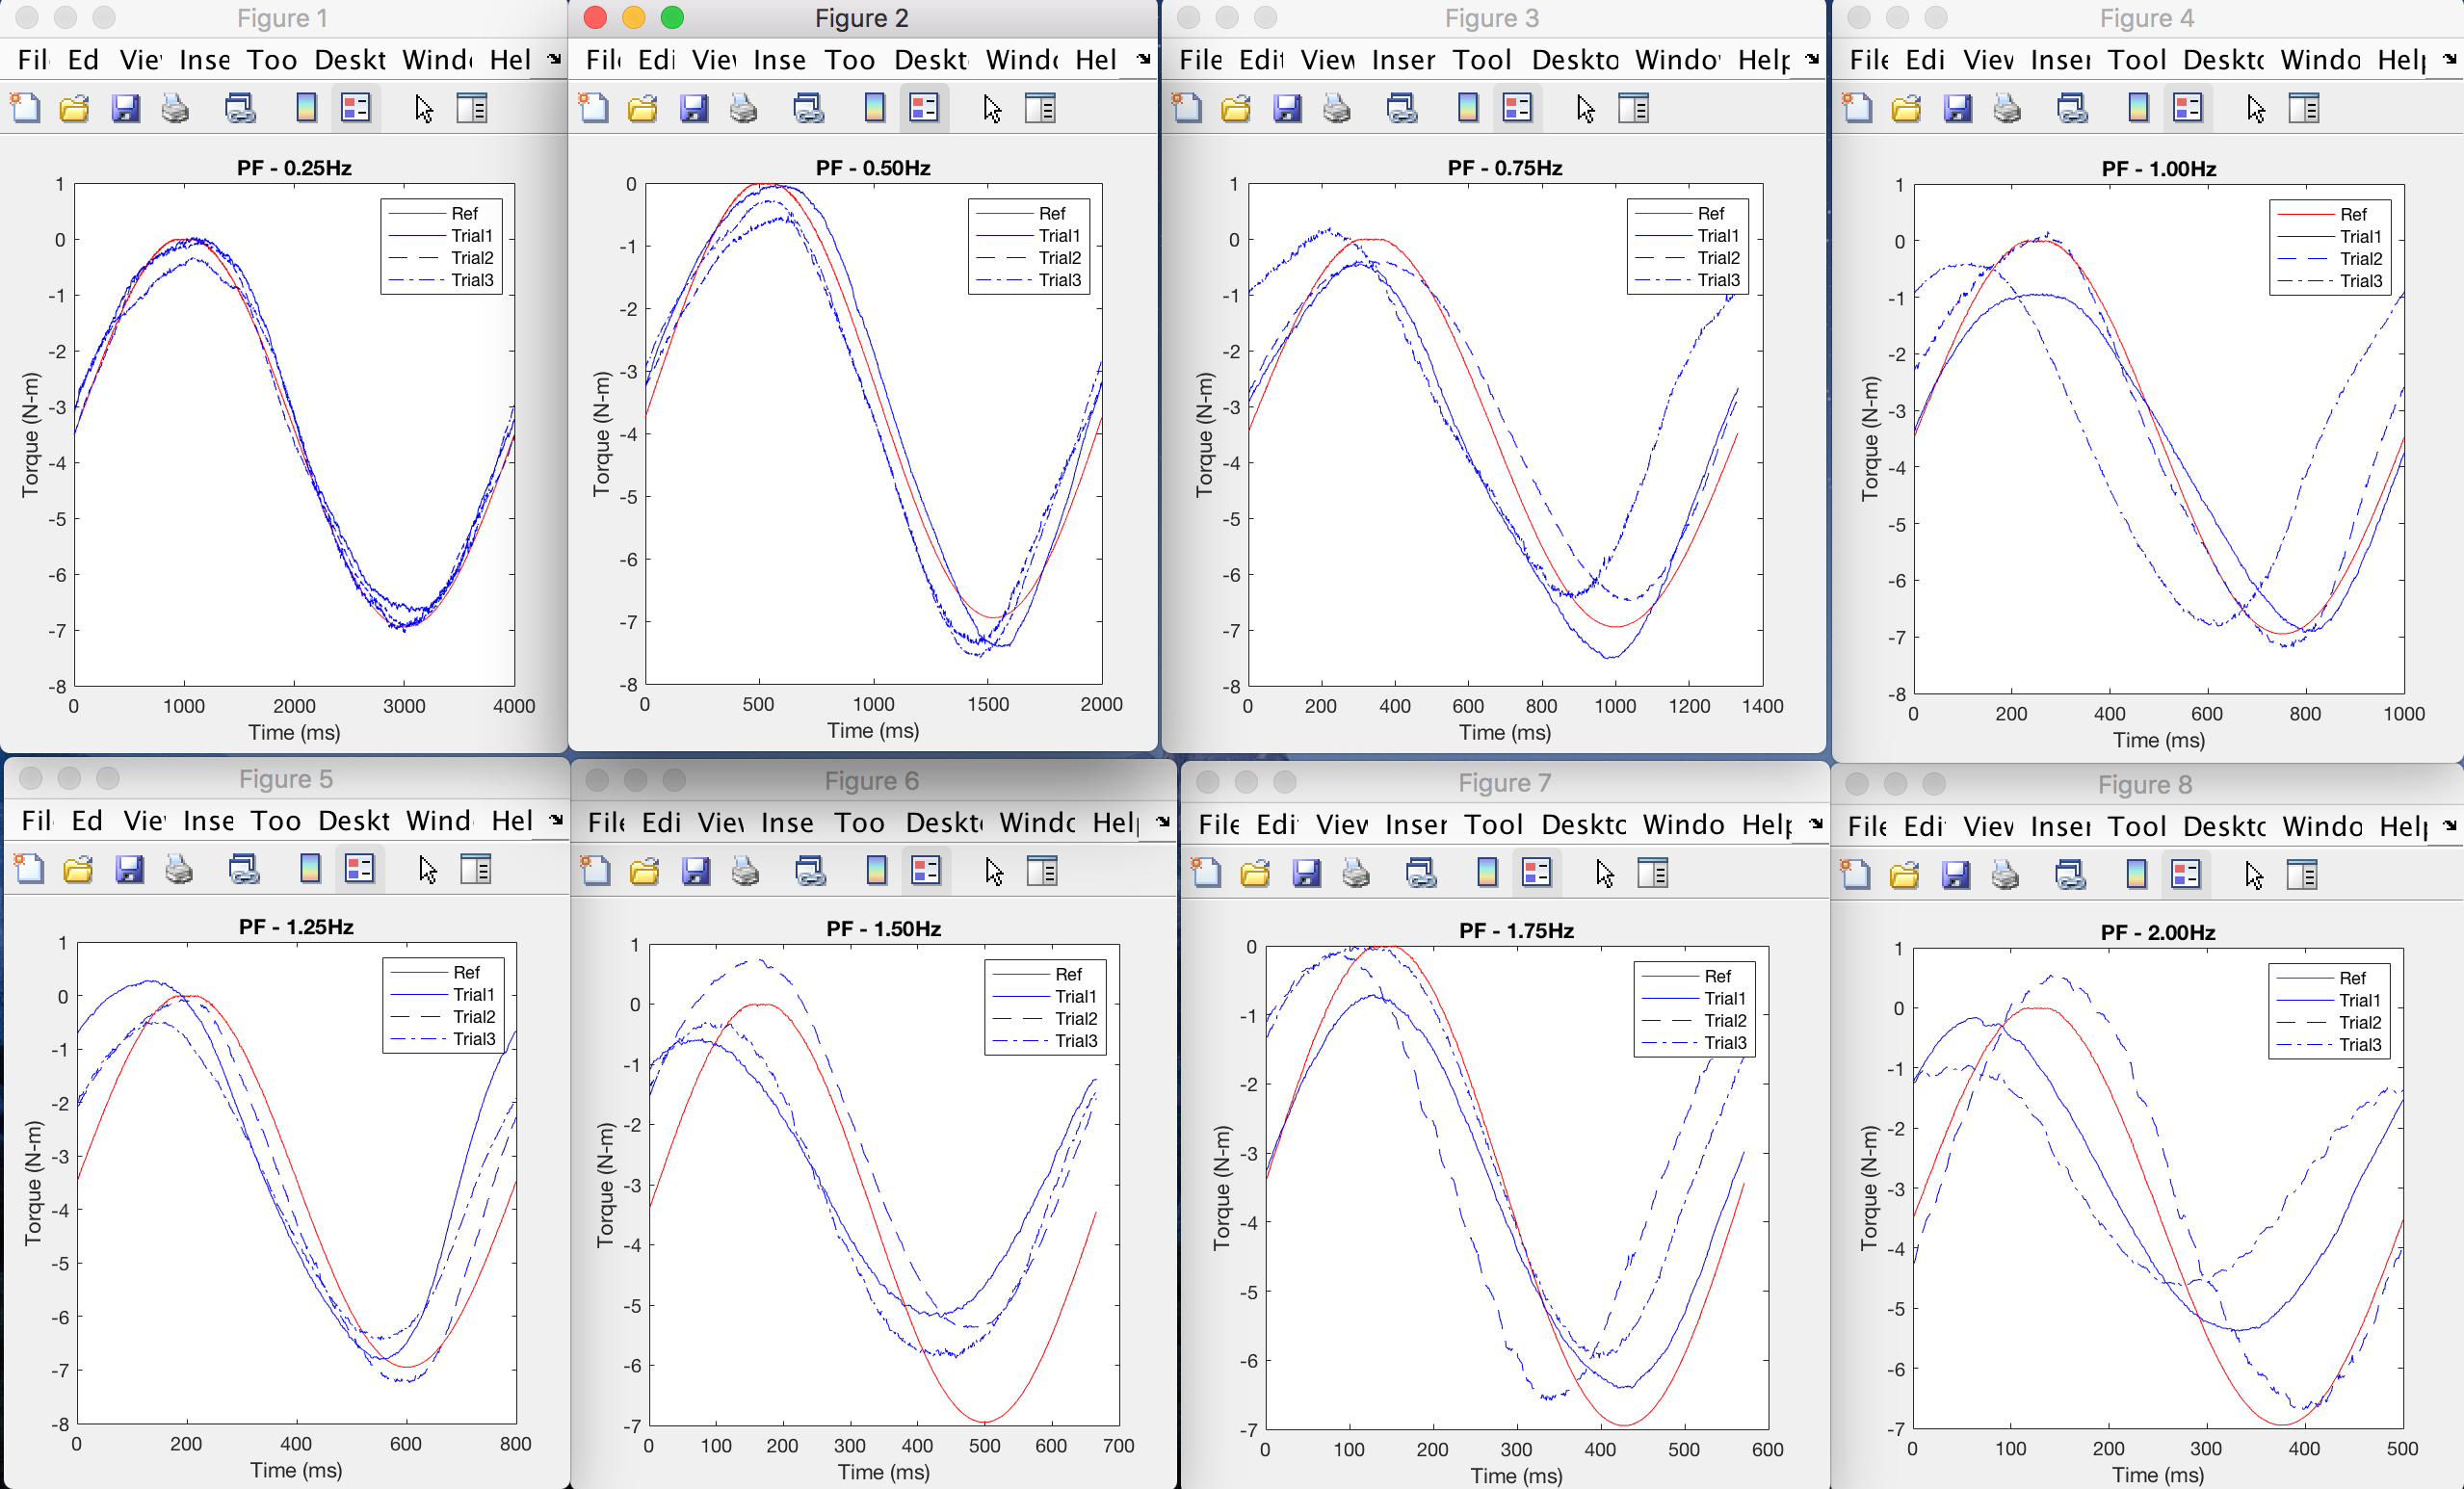 Figure 1
Fil Ed Vie Inse Too Deskt Wind Hel
PF - 0.25Hz
1
0
-1
-2
-3
-4
-5
-6
-7
-8
Torque (N-m)
Ref
Trial1
Trial2
Trial3
0 1000 2000 3000 4000
Time (ms)
Figure 2
File Edi View Inse Too Deskt Windo Hel
PF - 0.50Hz
0
-1
-2
-3
-4
-5
-6
-7
-8
Torque (N-m)
Ref
Trial1
Trial2
Trial3
0 500 1000 1500 2000
Time (ms)
Figure 3
File Edit View Inser Tool Deskto Window Help
PF - 0.75Hz
1
0
-1
-2
-3
-4
-5
-6
-7
-8
Torque (N-m)
Ref
Trial1
Trial2
Trial3
0 200 400 600 800 1000 1200 1400
Time (ms)
Figure 4
File Edi View Inser Tool Deskto Windo Help
PF - 1.00Hz
1
0
-1
-2
-3
-4
-5
-6
-7
-8
Torque (N-m)
Ref
Trial1
Trial2
Trial3
0 200 400 600 800 1000
Time (ms)
Figure 5
Fil Ed Vie Inse Too Deskt Wind Hel
PF - 1.25Hz
1
0
-1
-2
-3
-4
-5
-6
-7
-8
Torque (N-m)
Ref
Trial1
Trial2
Trial3
0 200 400 600 800
Time (ms)
Figure 6
File Edi View Inse Too Deskt Windo Help
PF - 1.50Hz
1
0
-1
-2
-3
-4
-5
-6
-7
Torque (N-m)
Ref
Trial1
Trial2
Trial3
0 100 200 300 400 500 600 700
Time (ms)
Figure 7
File Edi View Inser Tool Deskto Windo Help
PF - 1.75Hz
0
-1
-2
-3
-4
-5
-6
-7
Torque (N-m)
Ref
Trial1
Trial2
Trial3
0 100 200 300 400 500 600
Time (ms)
Figure 8
File Edi View Inser Tool Deskto Windo Help
PF - 2.00Hz
1
0
-1
-2
-3
-4
-5
-6
-7
Torque (N-m)
Ref
Trial1
Trial2
Trial3
0 100 200 300 400 500
Time (ms)